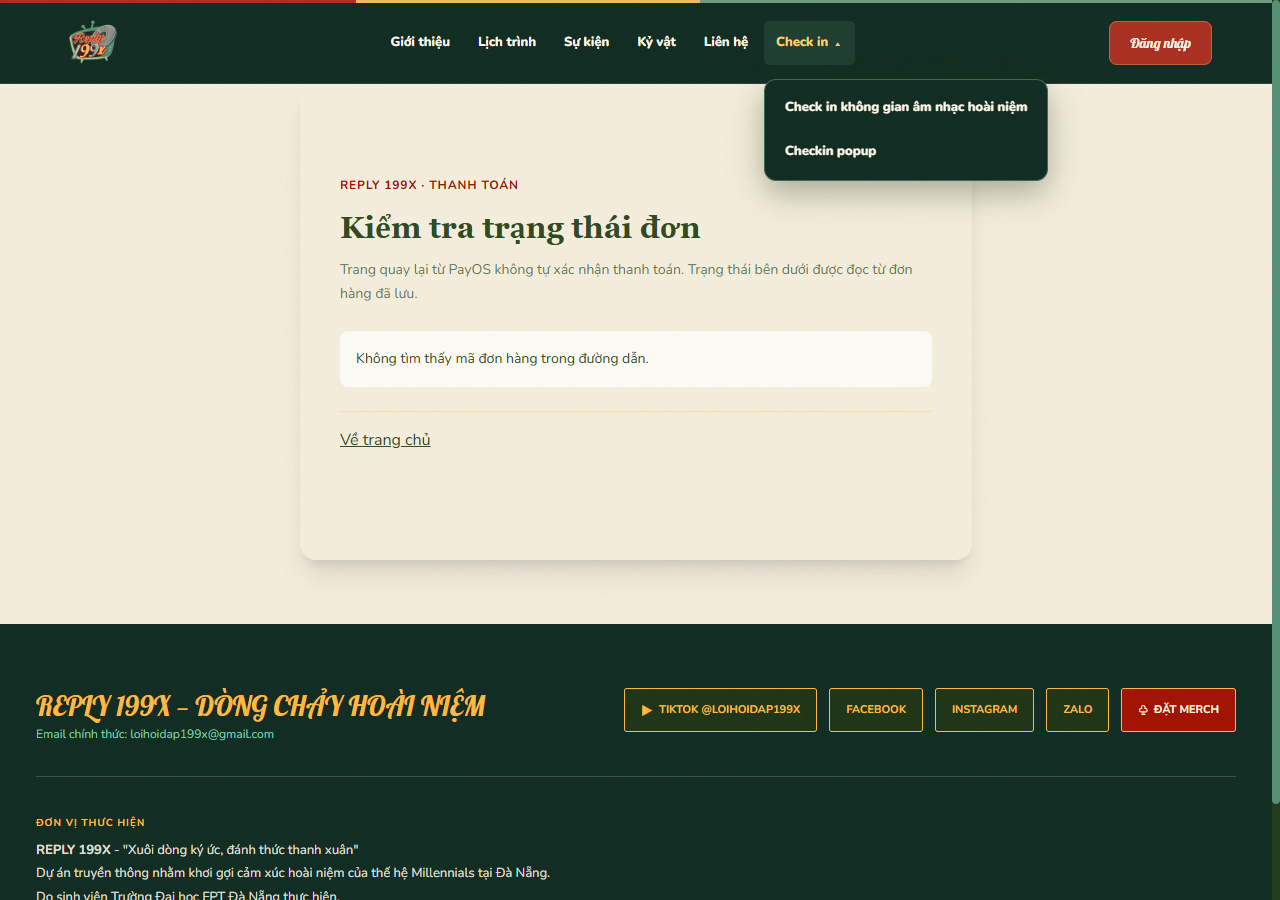 Reply 199x
Giới thiệu
Lịch trình
Sự kiện
Kỷ vật
Liên hệ
Check in ▲
Đăng nhập
Check in không gian âm nhạc hoài niệm
Checkin popup
REPLY 199X · THANH TOÁN
Kiểm tra trạng thái đơn
Trang quay lại từ PayOS không tự xác nhận thanh toán. Trạng thái bên dưới được đọc từ đơn
hàng đã lưu.
Không tìm thấy mã đơn hàng trong đường dẫn.
Về trang chủ
REPLY 199X – DÒNG CHẢY HOÀI NIỆM
Email chính thức: loihoidap199x@gmail.com
▶ TIKTOK @LOIHOIDAP199X
FACEBOOK
INSTAGRAM
ZALO
ĐẶT MERCH
ĐƠN VỊ THỰC HIỆN
REPLY 199X - "Xuôi dòng ký ức, đánh thức thanh xuân"
Dự án truyền thông nhằm khơi gợi cảm xúc hoài niệm của thế hệ Millennials tại Đà Nẵng.
Do sinh viên Trường Đại học FPT Đà Nẵng thực hiện.